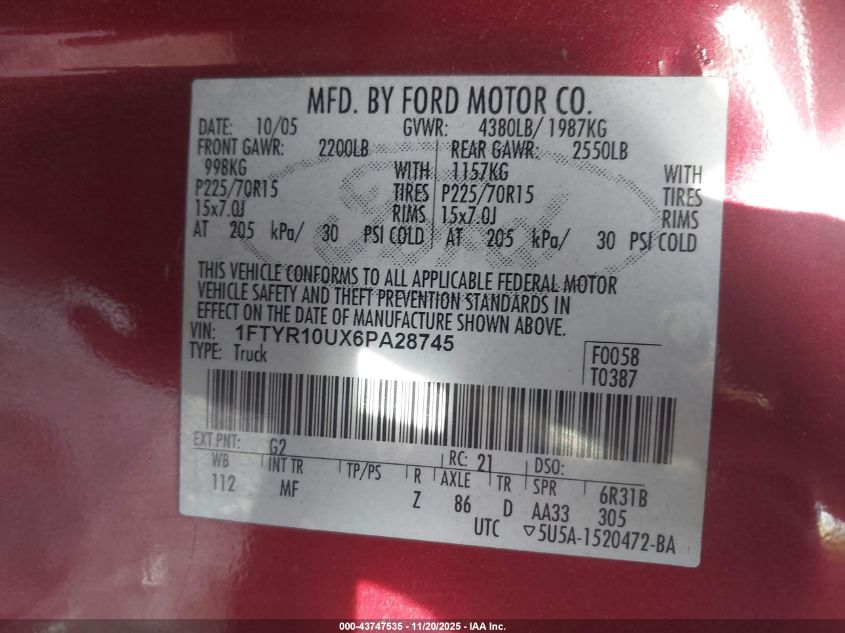 MFD. BY FORD MOTOR CO.
DATE: 10/05 GVWR: 4380LB/ 1987KG
FRONT GAWR: 2200LB REAR GAWR: 2550LB
998KG WITH 1157KG WITH
P225/70R15 TIRES P225/70R15 TIRES
15x7.0J RIMS 15x7.0J RIMS
AT 205 kPa/ 30 PSI COLD AT 205 kPa/ 30 PSI COLD
Ford
THIS VEHICLE CONFORMS TO ALL APPLICABLE FEDERAL MOTOR
VEHICLE SAFETY AND THEFT PREVENTION STANDARDS IN
EFFECT ON THE DATE OF MANUFACTURE SHOWN ABOVE.
VIN: 1FTYR10UX6PA28745
TYPE: Truck
F0058
T0387
EXT PNT: G2 RC: 21 DSO:
WB INT TR TP/PS R AXLE TR SPR 6R31B
112 MF Z 86 D AA33 305
UTC ▽5U5A-1520472-BA
000-43747535 - 11/20/2025 - IAA Inc.